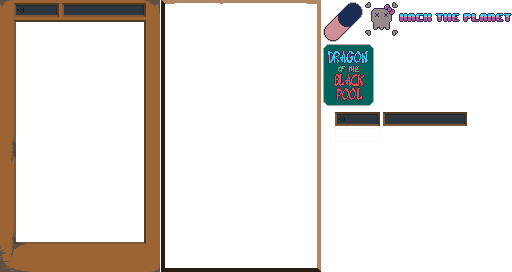 HACK THE PLANET
DRAGON
OF THE
BLACK
POOL